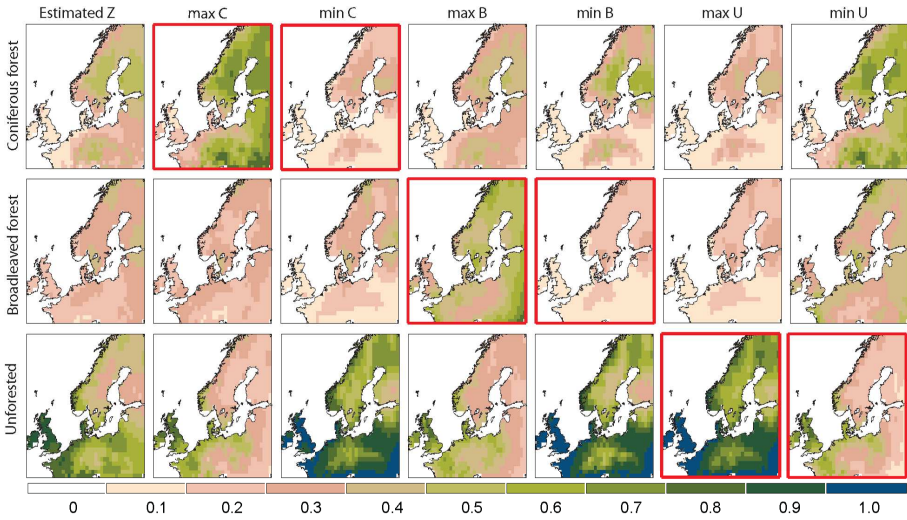 Estimated Z max C min C max B min B max U min U
Coniferous forest
Broadleaved forest
Unforested
0 0.1 0.2 0.3 0.4 0.5 0.6 0.7 0.8 0.9 1.0